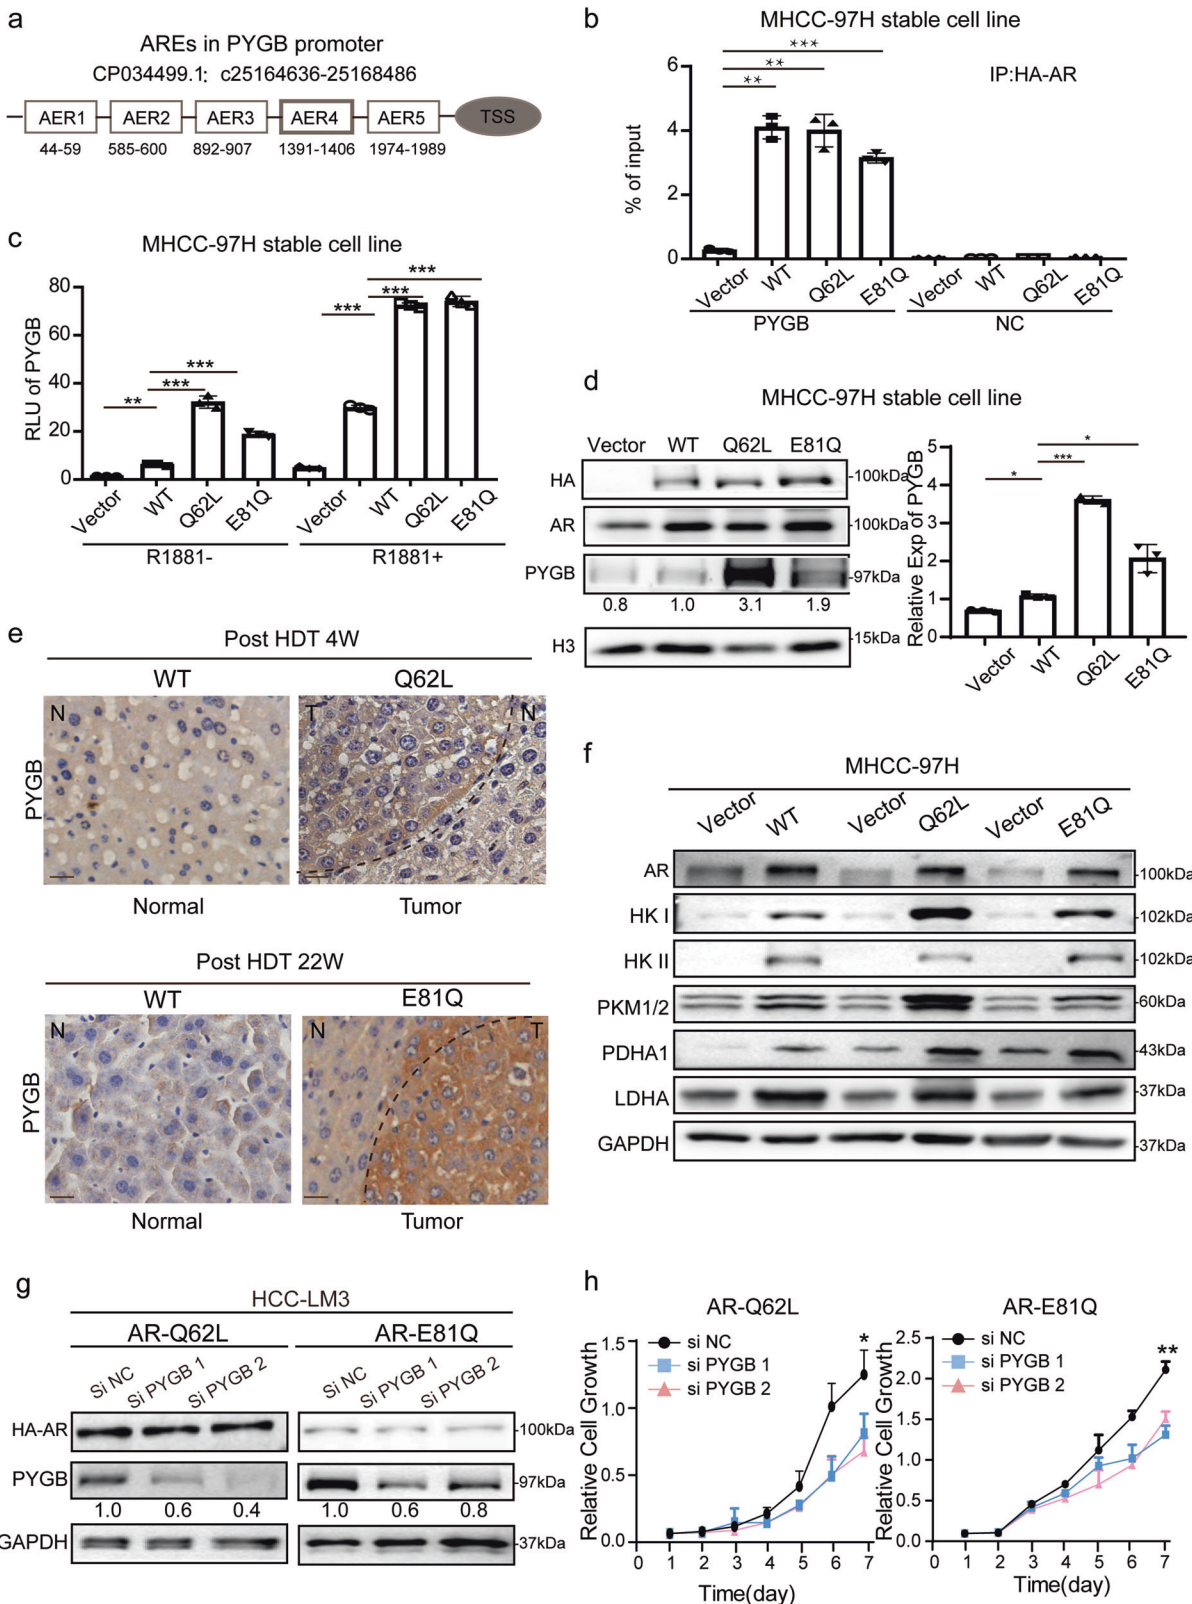 a
AREs in PYGB promoter
CP034499.1: c25164636-25168486
AER1 AER2 AER3 AER4 AER5 TSS
44-59 585-600 892-907 1391-1406 1974-1989
b
MHCC-97H stable cell line
IP:HA-AR
% of input
6
4
2
0
***
**
**
Vector WT Q62L E81Q Vector WT Q62L E81Q
PYGB NC
c
MHCC-97H stable cell line
RLU of PYGB
80
60
40
20
0
** *** *** *** *** ***
Vector WT Q62L E81Q Vector WT Q62L E81Q
R1881- R1881+
d
MHCC-97H stable cell line
Vector WT Q62L E81Q
HA -100kDa
AR -100kDa
PYGB -97kDa
0.8 1.0 3.1 1.9
H3 -15kDa
Relative Exp of PYGB
5
4
3
2
1
0
* *** *
Vector WT Q62L E81Q
e
Post HDT 4W
WT Q62L
PYGB
N T N
Normal Tumor
Post HDT 22W
WT E81Q
PYGB
N N T
Normal Tumor
f
MHCC-97H
Vector WT Vector Q62L Vector E81Q
AR -100kDa
HK I -102kDa
HK II -102kDa
PKM1/2 -60kDa
PDHA1 -43kDa
LDHA -37kDa
GAPDH -37kDa
g
HCC-LM3
AR-Q62L AR-E81Q
Si NC Si PYGB 1 Si PYGB 2 Si NC Si PYGB 1 Si PYGB 2
HA-AR -100kDa
PYGB -97kDa
1.0 0.6 0.4 1.0 0.6 0.8
GAPDH -37kDa
h
AR-Q62L
Relative Cell Growth
1.5
1.0
0.5
0.0
si NC
si PYGB 1
si PYGB 2
*
0 1 2 3 4 5 6 7
Time(day)
AR-E81Q
Relative Cell Growth
2.5
2.0
1.5
1.0
0.5
0.0
si NC
si PYGB 1
si PYGB 2
**
0 1 2 3 4 5 6 7
Time(day)